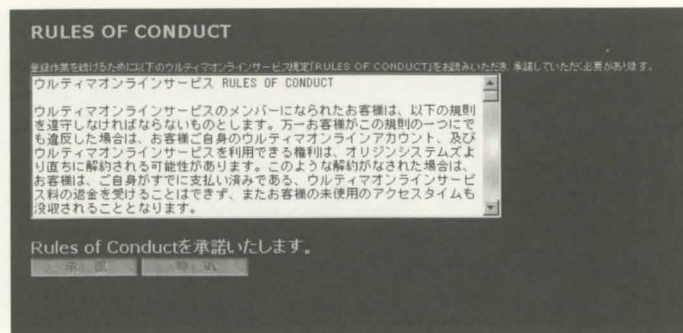 RULES OF CONDUCT
登録作業を続けるために以下のウルティマオンラインサービス規定「RULES OF CONDUCT」をお読みいただき、承諾していただく必要があります。
ウルティマオンラインサービス RULES OF CONDUCT
ウルティマオンラインサービスのメンバーになられたお客様は、以下の規則
を遵守しなければならないものとします。万一お客様がこの規則の一つにで
も違反した場合は、お客様ご自身のウルティマオンラインアカウント、及び
ウルティマオンラインサービスを利用できる権利は、オリジンシステムズよ
り直ちに解約される可能性があります。このような解約がなされた場合は、
お客様は、ご自身がすでに支払い済みである、ウルティマオンラインサービ
ス料の返金を受けることはできず、またお客様の未使用のアクセスタイムも
没収されることとなります。
Rules of Conductを承諾いたします。